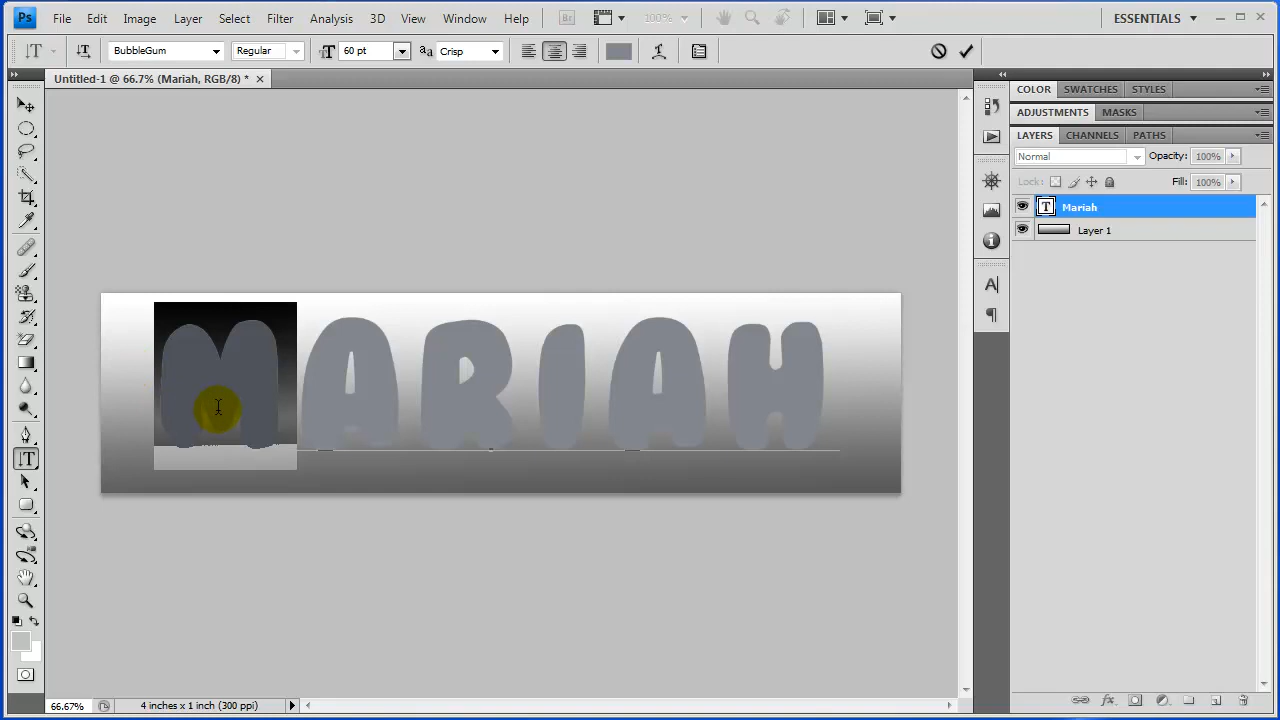 Ps File Edit Image Layer Select Filter Analysis 3D View Window Help Br 100% ESSENTIALS
T BubbleGum Regular 60 pt aa Crisp
Untitled-1 @ 66.7% (Mariah, RGB/8) *
COLOR SWATCHES STYLES
ADJUSTMENTS MASKS
LAYERS CHANNELS PATHS
Normal Opacity: 100%
Lock: Fill: 100%
T Mariah
Layer 1
MARIAH
66.67% 4 inches x 1 inch (300 ppi)